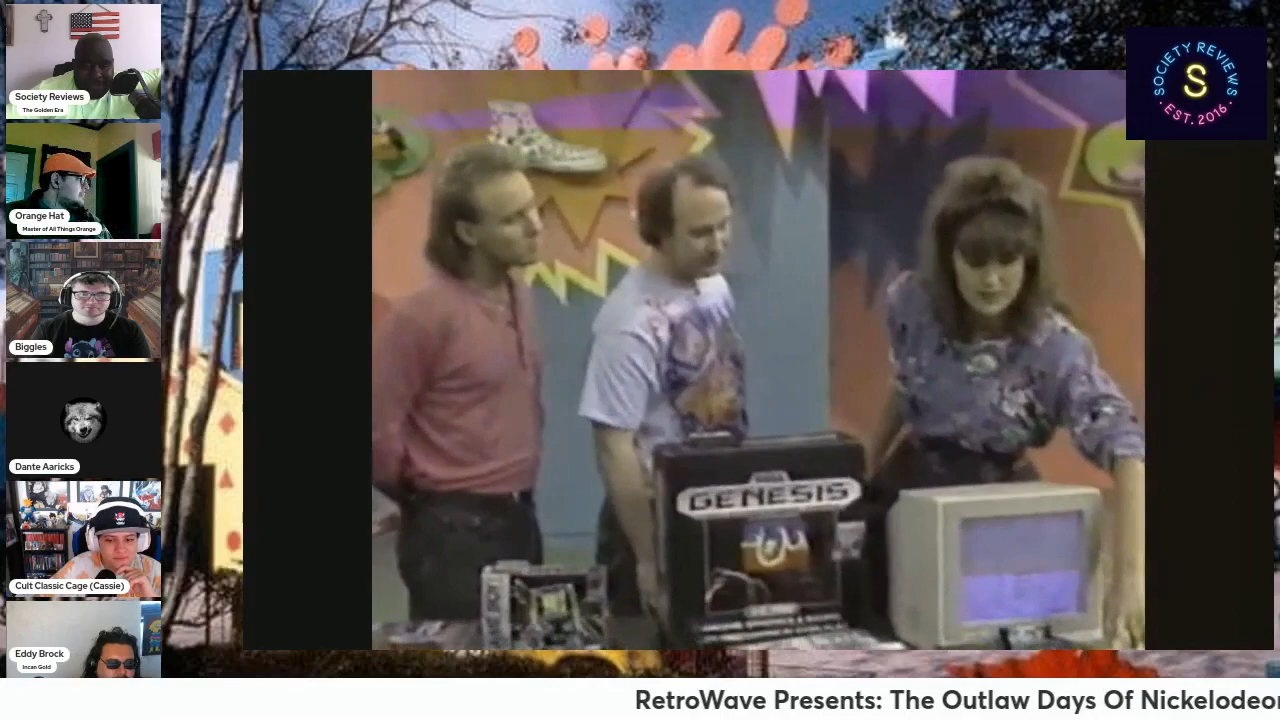 Society Reviews
The Golden Era
Orange Hat
Master of All Things Orange
Biggles
Dante Aaricks
Cult Classic Cage (Cassie)
Eddy Brock
Incan Gold
GENESIS
SOCIETY REVIEWS
S
· EST. 2016 ·
RetroWave Presents: The Outlaw Days Of Nickelodeon